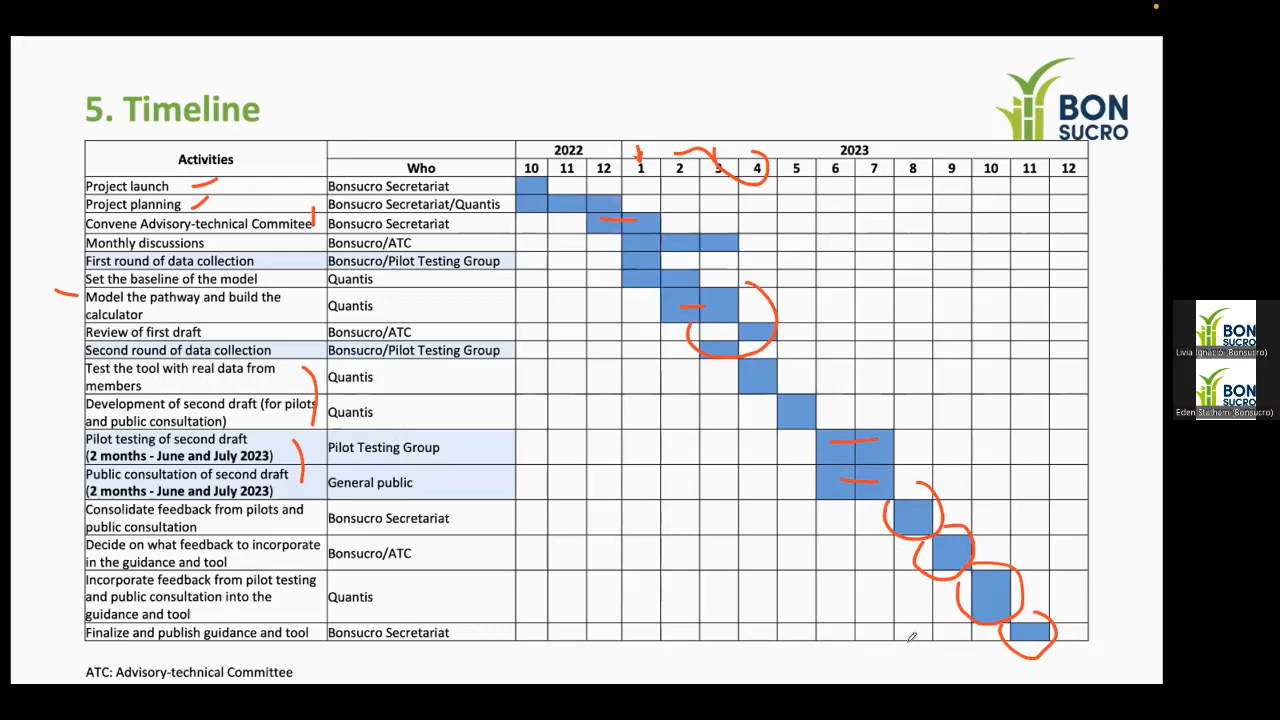 5. Timeline
BON
SUCRO
Activities
2022
2023
Who
10 11 12 1 2 3 4 5 6 7 8 9 10 11 12
Project launch
Bonsucro Secretariat
Project planning
Bonsucro Secretariat/Quantis
Convene Advisory-technical Commitee
Bonsucro Secretariat
Monthly discussions
Bonsucro/ATC
First round of data collection
Bonsucro/Pilot Testing Group
Set the baseline of the model
Quantis
Model the pathway and build the
calculator
Quantis
Review of first draft
Bonsucro/ATC
Second round of data collection
Bonsucro/Pilot Testing Group
Test the tool with real data from
members
Quantis
Development of second draft (for pilots
and public consultation)
Quantis
Pilot testing of second draft
(2 months - June and July 2023)
Pilot Testing Group
Public consultation of second draft
(2 months - June and July 2023)
General public
Consolidate feedback from pilots and
public consultation
Bonsucro Secretariat
Decide on what feedback to incorporate
in the guidance and tool
Bonsucro/ATC
Incorporate feedback from pilot testing
and public consultation into the
guidance and tool
Quantis
Finalize and publish guidance and tool
Bonsucro Secretariat
ATC: Advisory-technical Committee
BON
SUCRO
Livia Ignacio (Bonsucro)
BON
SUCRO
Eden Statham (Bonsucro)